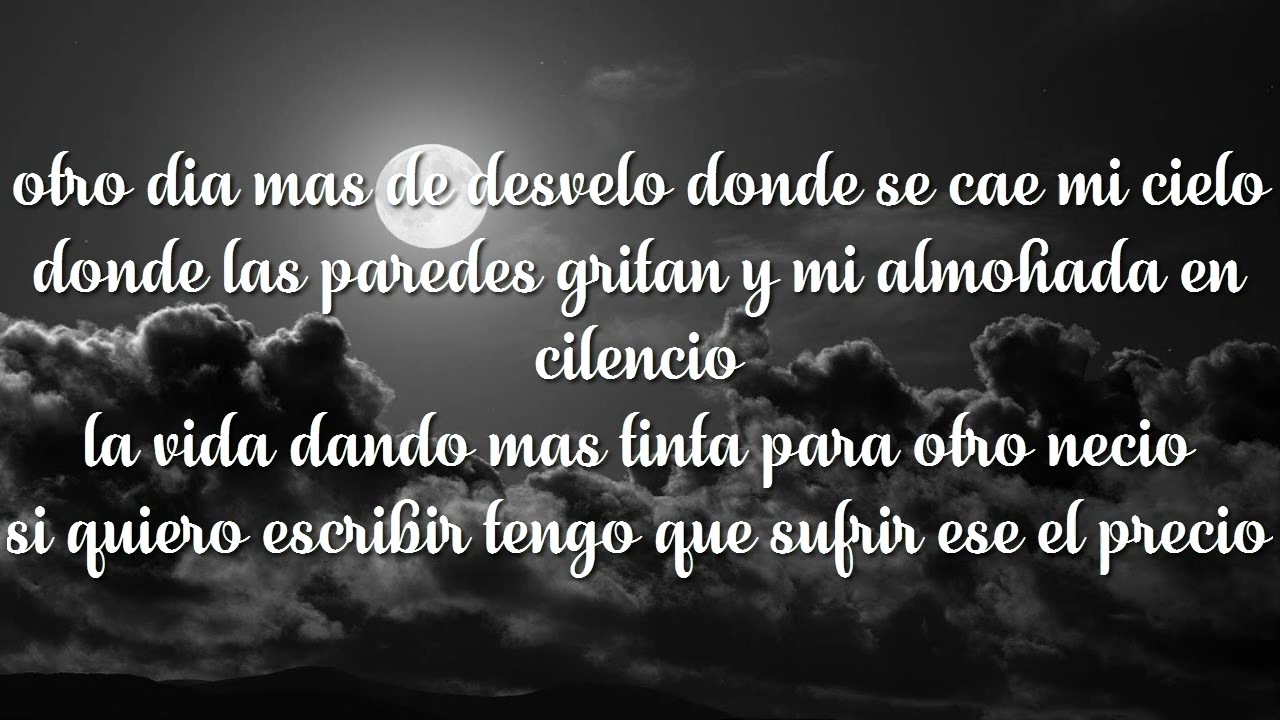 otro dia mas de desvelo donde se cae mi cielo
donde las paredes gritan y mi almohada en
cilencio
la vida dando mas tinta para otro necio
si quiero escribir tengo que sufrir ese el precio